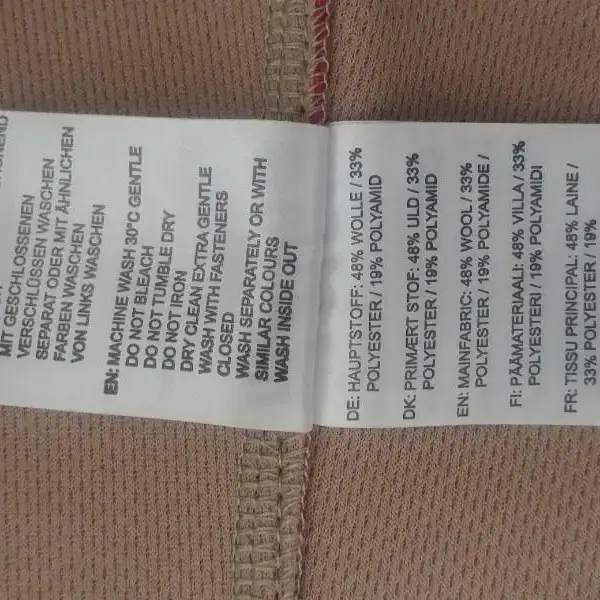 MIT GESCHLOSSENEN
VERSCHLÜSSEN WASCHEN
SEPARAT ODER MIT ÄHNLICHEN
FARBEN WASCHEN
VON LINKS WASCHEN
EN: MACHINE WASH 30°C GENTLE
DO NOT BLEACH
DO NOT TUMBLE DRY
DO NOT IRON
DRY CLEAN EXTRA GENTLE
WASH WITH FASTENERS
CLOSED
WASH SEPARATELY OR WITH
SIMILAR COLOURS
WASH INSIDE OUT
DE: HAUPTSTOFF: 48% WOLLE / 33%
POLYESTER / 19% POLYAMID
DK: PRIMÆRT STOF: 48% ULD / 33%
POLYESTER / 19% POLYAMID
EN: MAINFABRIC: 48% WOOL / 33%
POLYESTER / 19% POLYAMIDE /
FI: PÄÄMATERIAALI: 48% VILLA / 33%
POLYESTERI / 19% POLYAMIDI
FR: TISSU PRINCIPAL: 48% LAINE /
33% POLYESTER / 19%